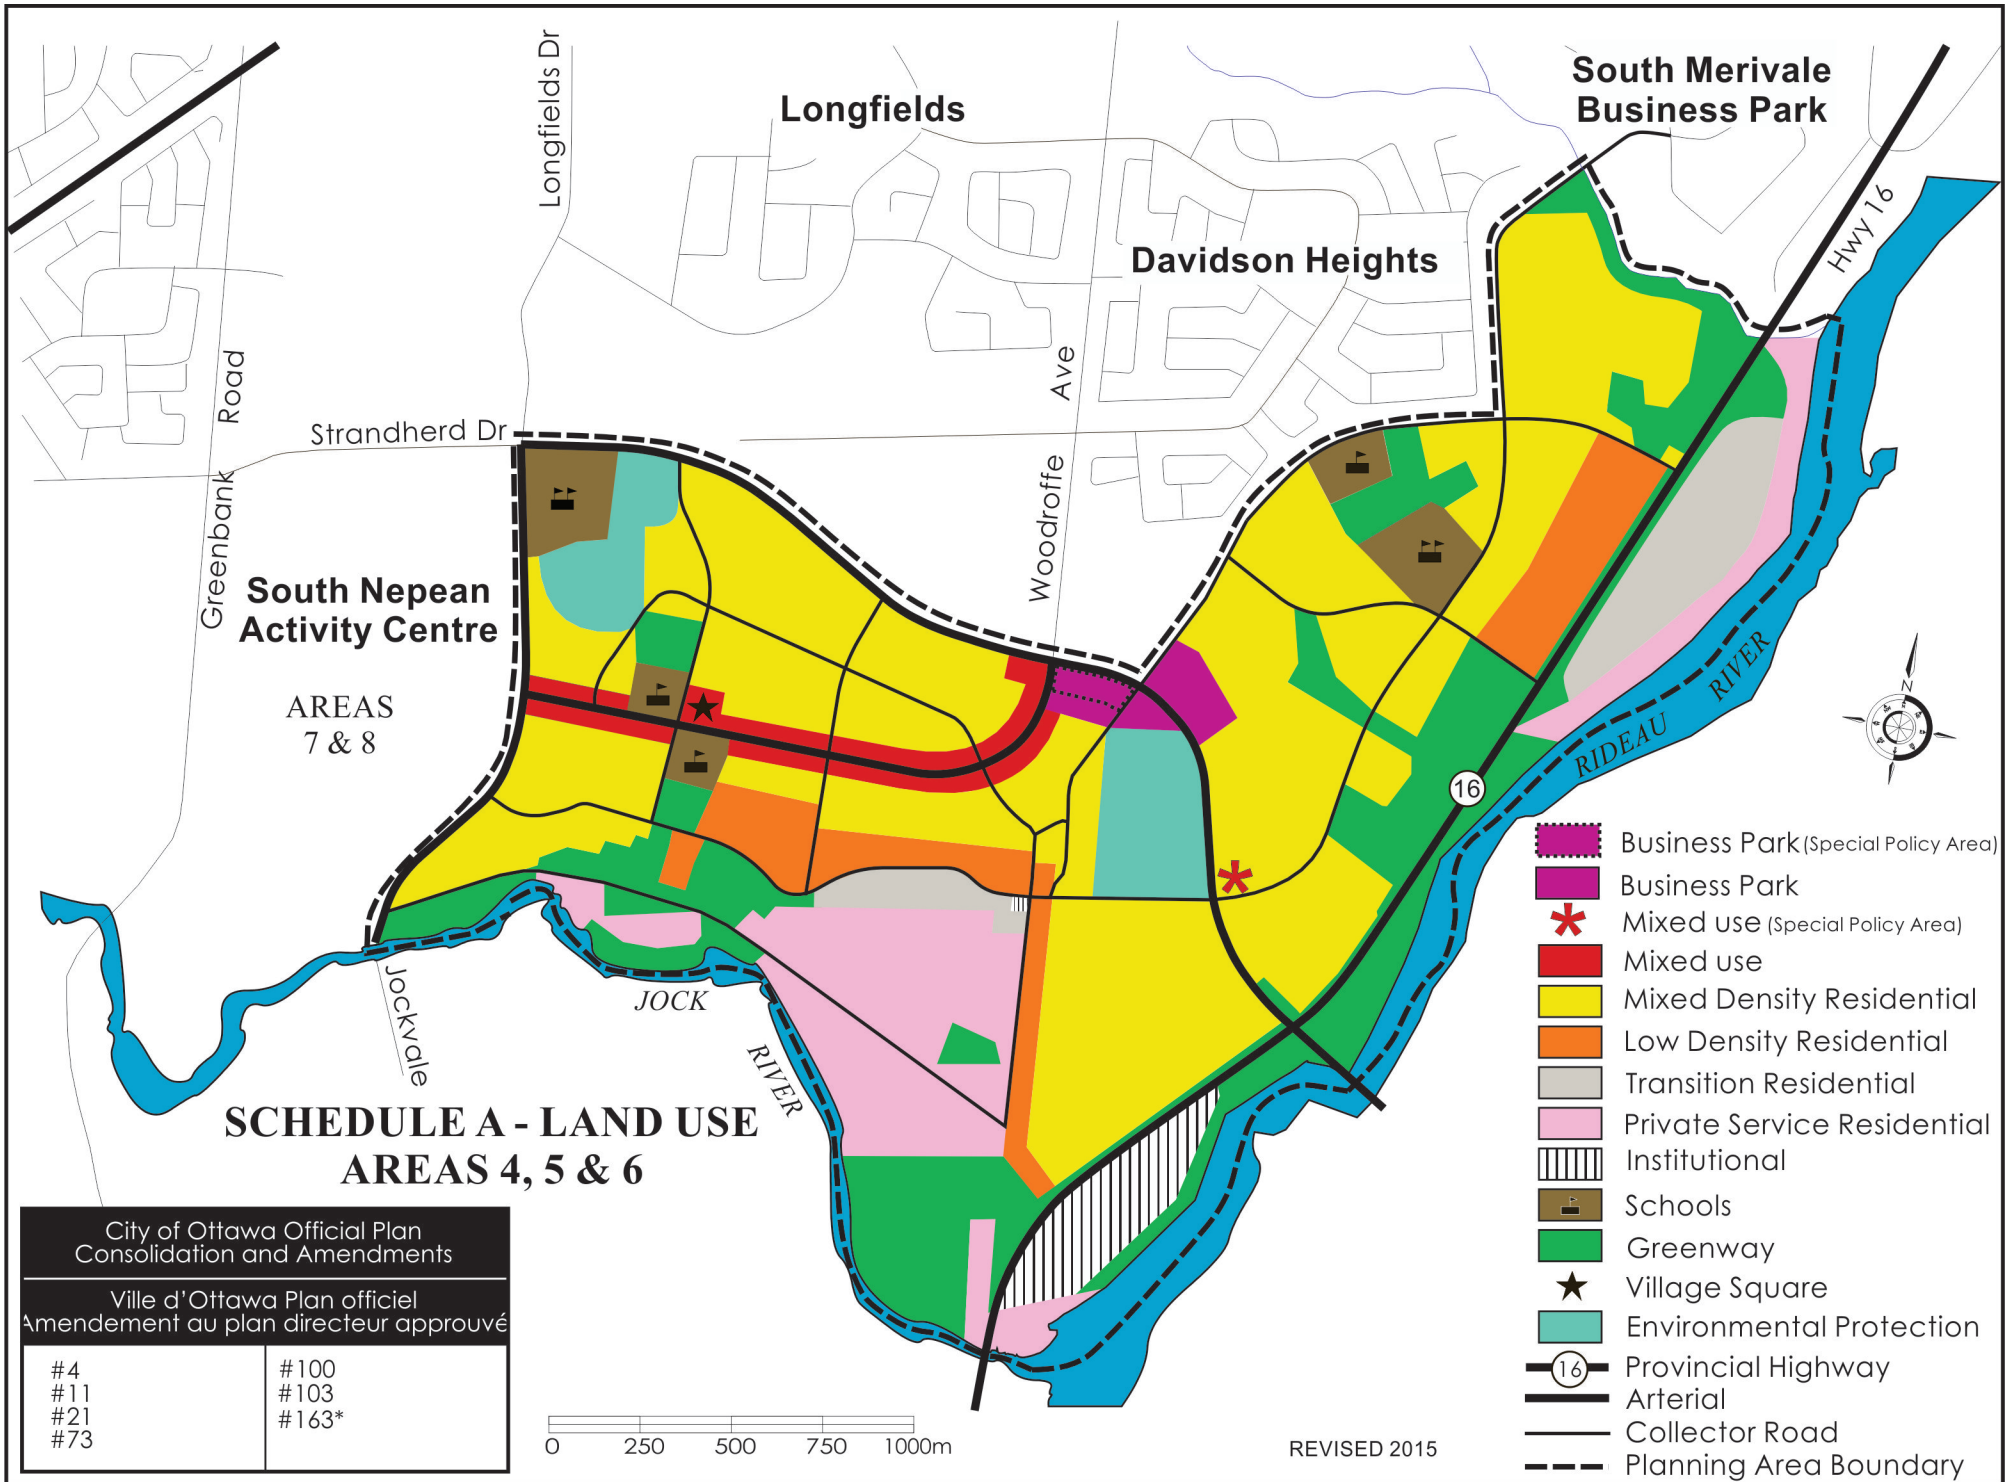 Longfields Dr
Longfields
South Merivale
Business Park
Hwy 16
Davidson Heights
Greenbank Road
Strandherd Dr
Woodroffe Ave
South Nepean
Activity Centre
AREAS
7 & 8
N
16
RIDEAU RIVER
Jockvale
JOCK RIVER
SCHEDULE A - LAND USE
AREAS 4, 5 & 6
City of Ottawa Official Plan
Consolidation and Amendments
Ville d'Ottawa Plan officiel
Amendement au plan directeur approuvé
#4
#11
#21
#73
#100
#103
#163*
0 250 500 750 1000m
REVISED 2015
Business Park (Special Policy Area)
Business Park
Mixed use (Special Policy Area)
Mixed use
Mixed Density Residential
Low Density Residential
Transition Residential
Private Service Residential
Institutional
Schools
Greenway
Village Square
Environmental Protection
16 Provincial Highway
Arterial
Collector Road
Planning Area Boundary